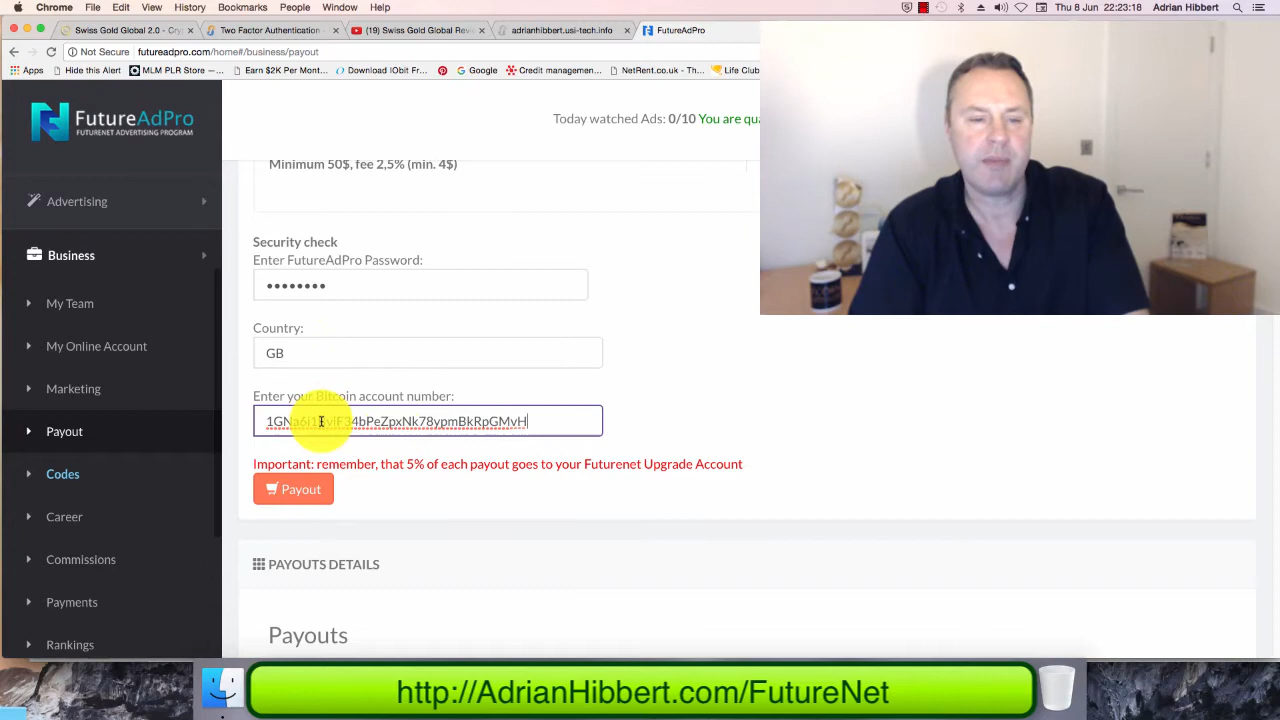 Chrome File Edit View History Bookmarks People Window Help
Thu 8 Jun 22:23:18 Adrian Hibbert
Swiss Gold Global 2.0 - Cryp
Two Factor Authentication
(19) Swiss Gold Global Reve
adrianhibbert.usi-tech.info
FutureAdPro
Not Secure futureadpro.com/home#/business/payout
Apps Hide this Alert MLM PLR Store — Earn $2K Per Mont... Download IObit Fr... Google Credit managemen... NetRent.co.uk - Th... Life Club
FutureAdPro
FUTURENET ADVERTISING PROGRAM
Today watched Ads: 0/10 You are qua
Minimum 50$, fee 2,5% (min. 4$)
Advertising
Business
My Team
My Online Account
Marketing
Payout
Codes
Career
Commissions
Payments
Rankings
Security check
Enter FutureAdPro Password:
••••••••
Country:
GB
Enter your Bitcoin account number:
Important: remember, that 5% of each payout goes to your Futurenet Upgrade Account
Payout
PAYOUTS DETAILS
Payouts
http://AdrianHibbert.com/FutureNet